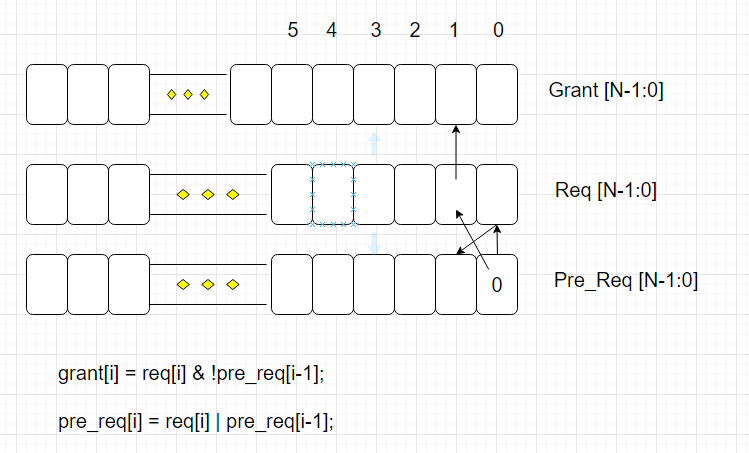 5 4 3 2 1 0
Grant [N-1:0]
Req [N-1:0]
0
Pre_Req [N-1:0]
grant[i] = req[i] & !pre_req[i-1];
pre_req[i] = req[i] | pre_req[i-1];